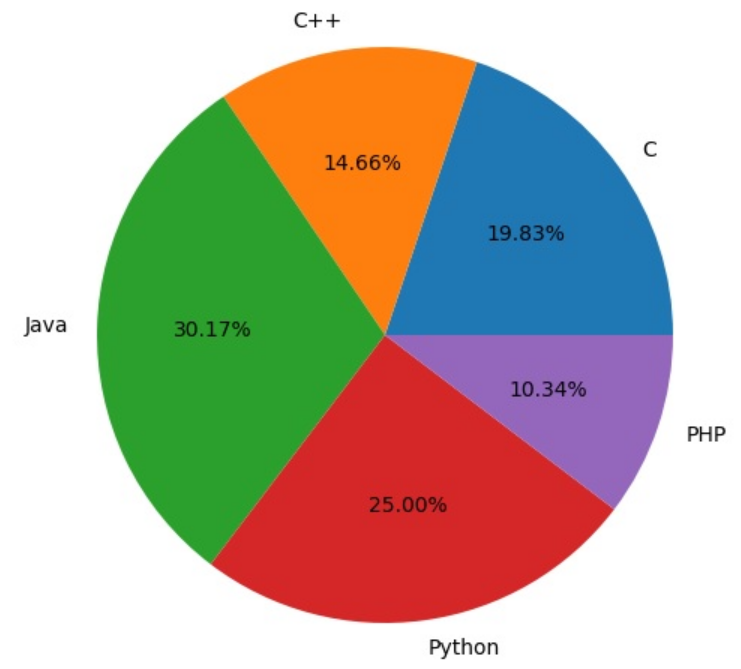 C++
C
14.66%
19.83%
Java
30.17%
10.34%
PHP
25.00%
Python